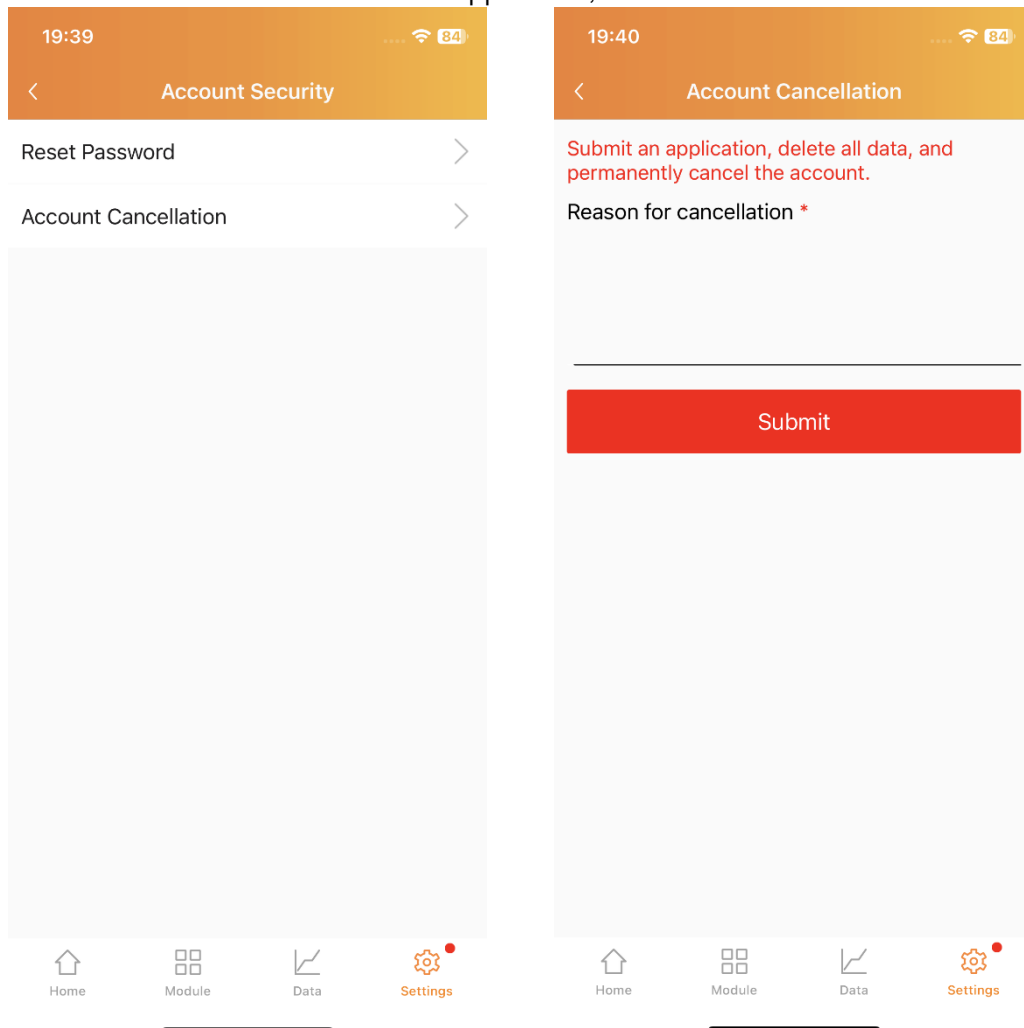 19:39
84
Account Security
Reset Password
Account Cancellation
Home
Module
Data
Settings
19:40
84
Account Cancellation
Submit an application, delete all data, and
permanently cancel the account.
Reason for cancellation *
Submit
Home
Module
Data
Settings